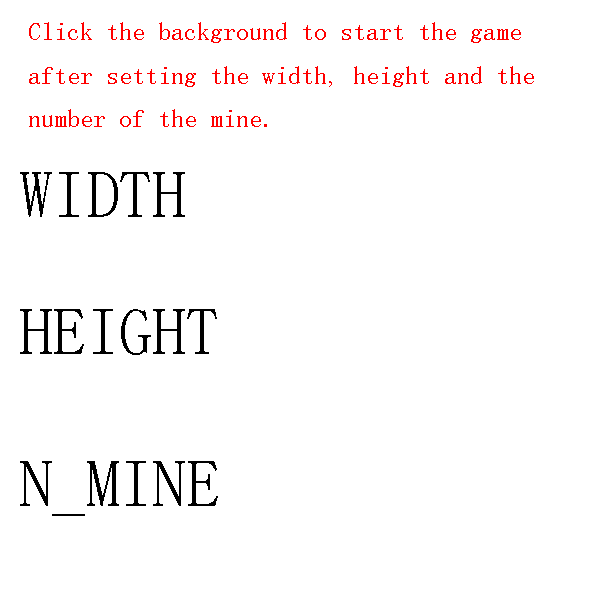 Click the background to start the game
after setting the width, height and the
number of the mine.
WIDTH
HEIGHT
N_MINE